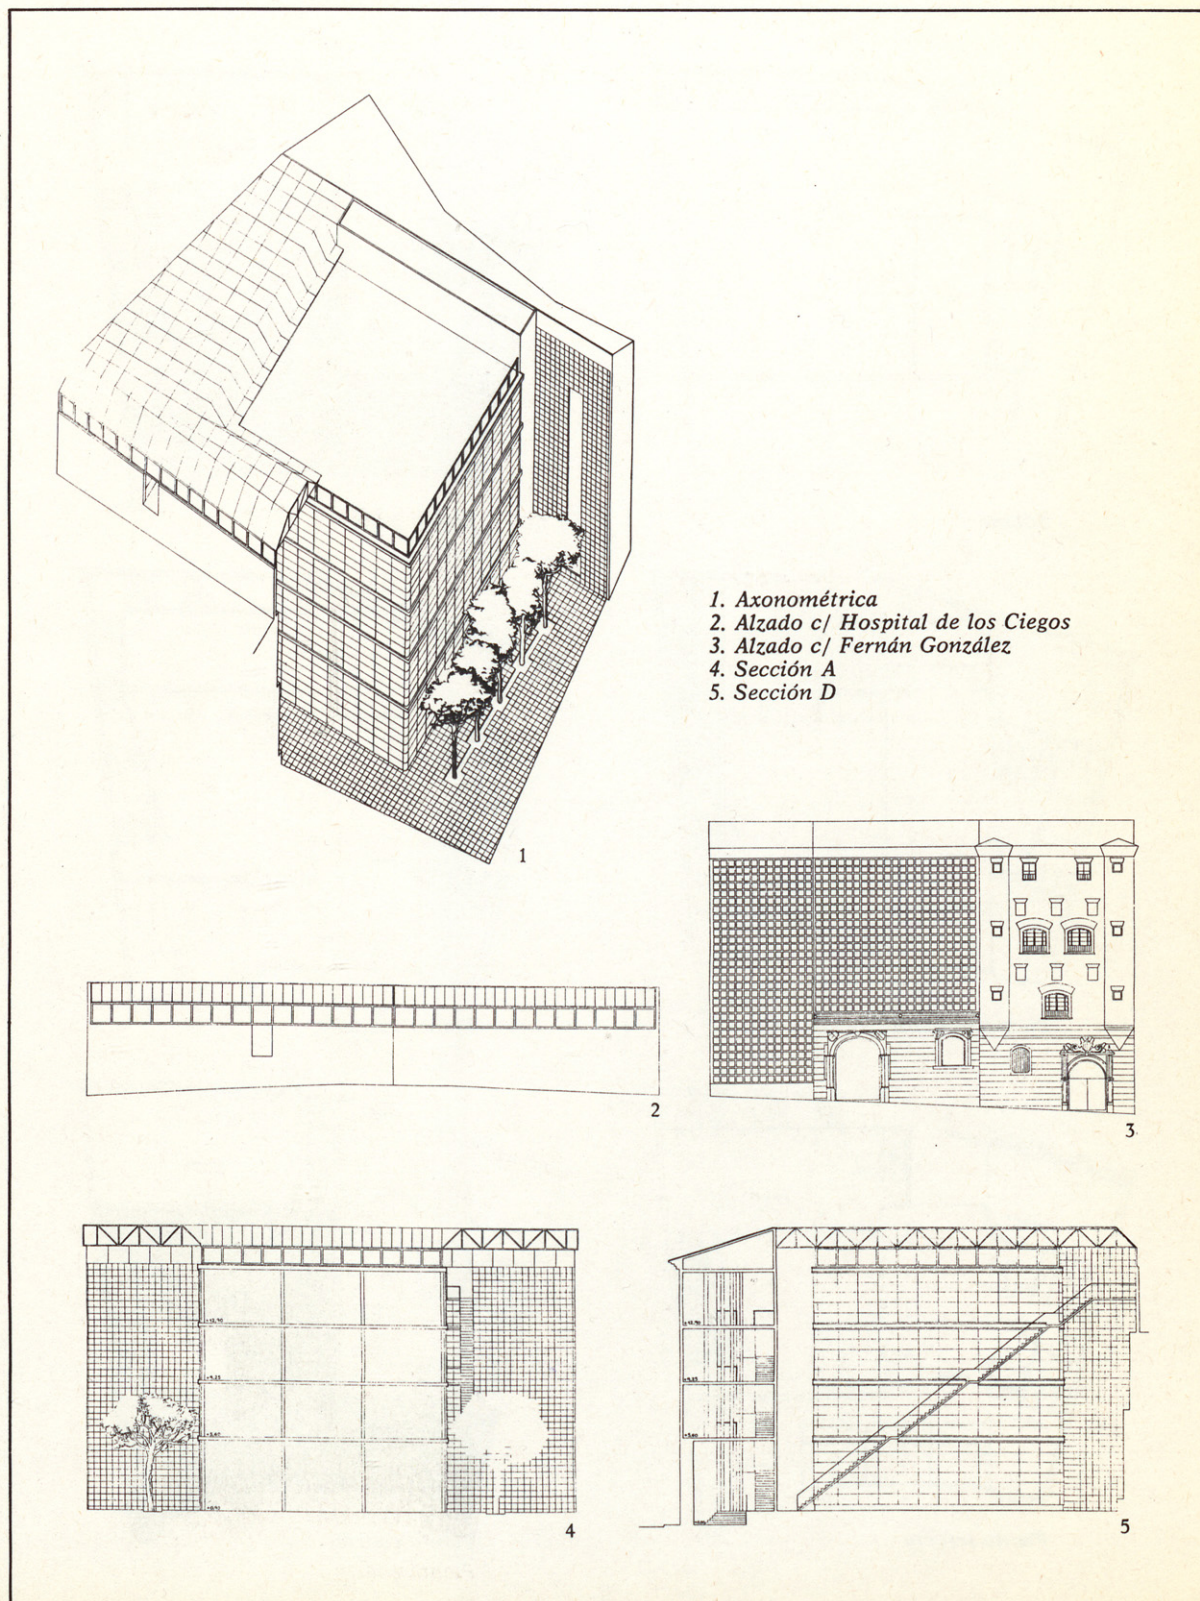 1. Axonométrica
2. Alzado c/ Hospital de los Ciegos
3. Alzado c/ Fernán González
4. Sección A
5. Sección D
1
2
3
4
5